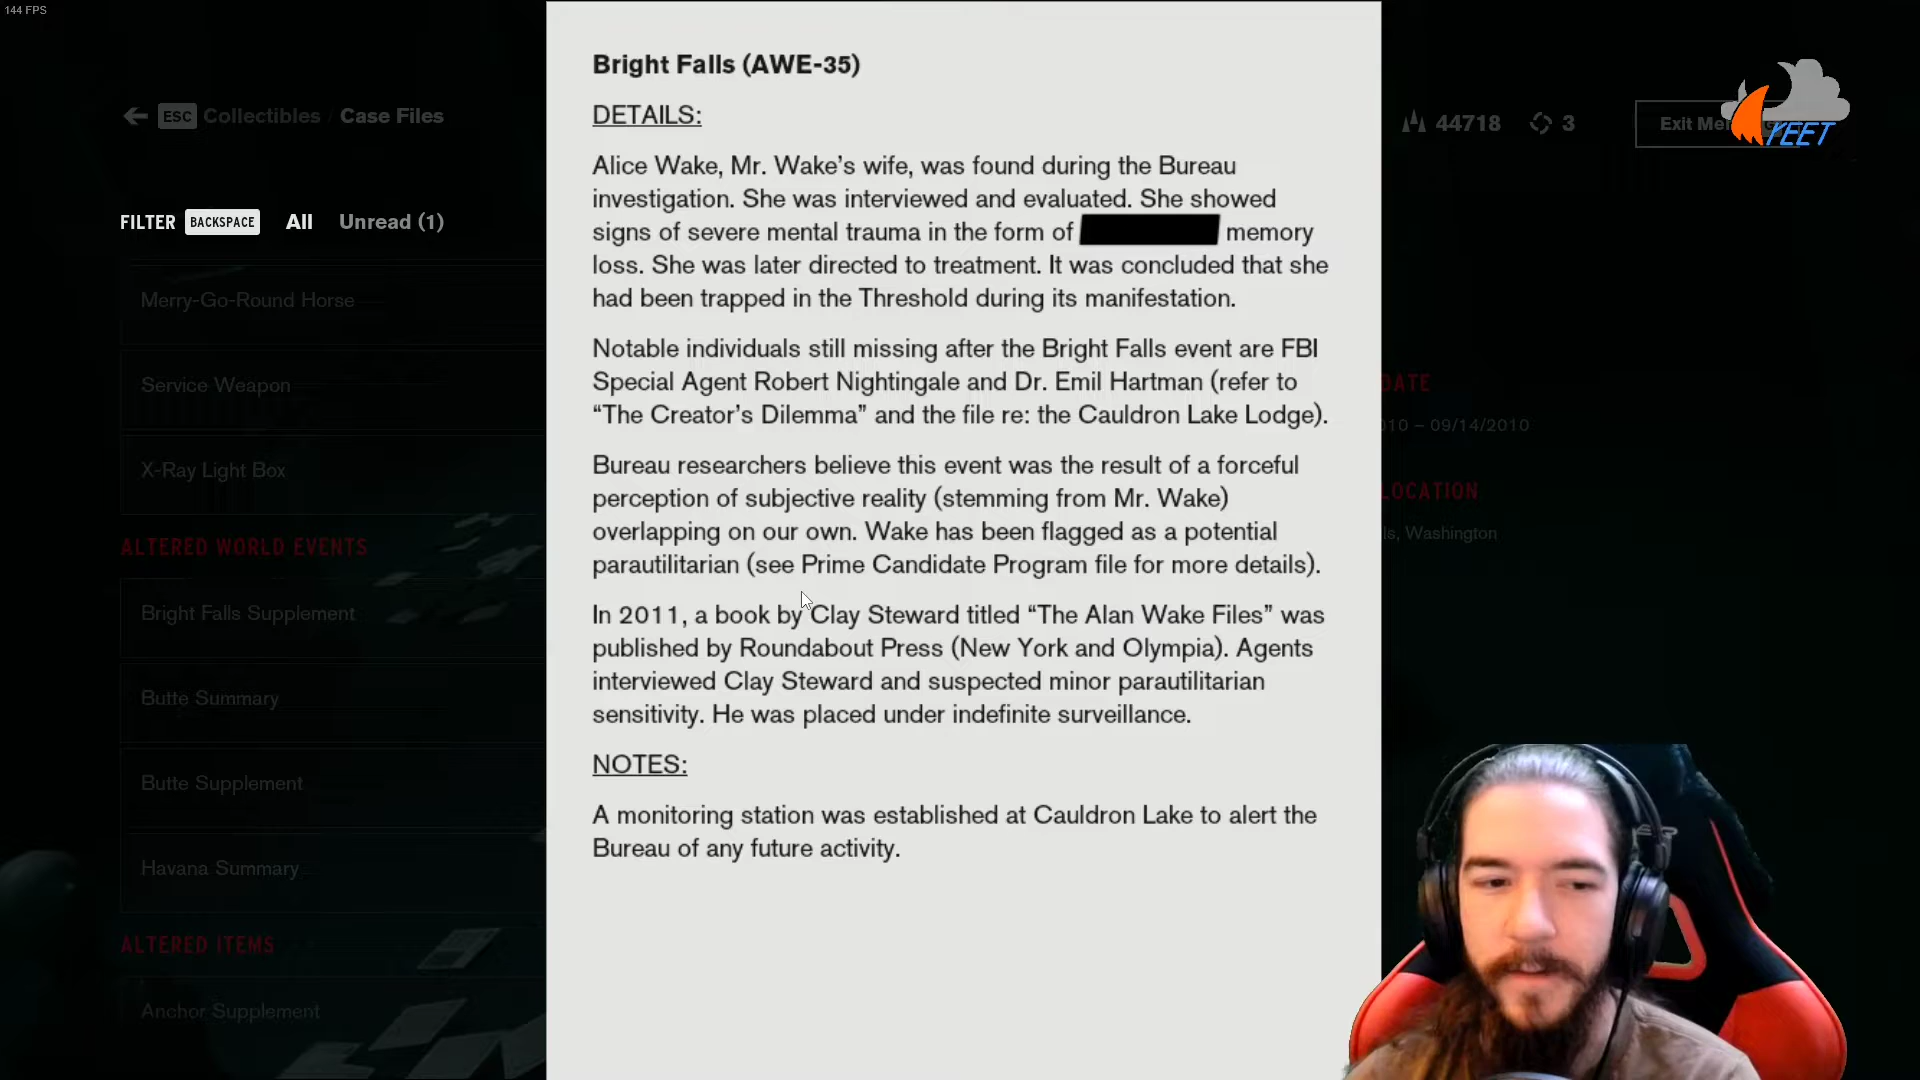 144 FPS
ESC Collectibles / Case Files
FILTER BACKSPACE All Unread (1)
Merry-Go-Round Horse
Service Weapon
X-Ray Light Box
ALTERED WORLD EVENTS
Bright Falls Supplement
Butte Summary
Butte Supplement
Havana Summary
ALTERED ITEMS
Anchor Supplement
Bright Falls (AWE-35)
DETAILS:
Alice Wake, Mr. Wake’s wife, was found during the Bureau
investigation. She was interviewed and evaluated. She showed
signs of severe mental trauma in the form of memory
loss. She was later directed to treatment. It was concluded that she
had been trapped in the Threshold during its manifestation.
Notable individuals still missing after the Bright Falls event are FBI
Special Agent Robert Nightingale and Dr. Emil Hartman (refer to
“The Creator’s Dilemma” and the file re: the Cauldron Lake Lodge).
Bureau researchers believe this event was the result of a forceful
perception of subjective reality (stemming from Mr. Wake)
overlapping on our own. Wake has been flagged as a potential
parautilitarian (see Prime Candidate Program file for more details).
In 2011, a book by Clay Steward titled “The Alan Wake Files” was
published by Roundabout Press (New York and Olympia). Agents
interviewed Clay Steward and suspected minor parautilitarian
sensitivity. He was placed under indefinite surveillance.
NOTES:
A monitoring station was established at Cauldron Lake to alert the
Bureau of any future activity.
44718 3
Exit Me
YEET
DATE
10 – 09/14/2010
LOCATION
ls, Washington